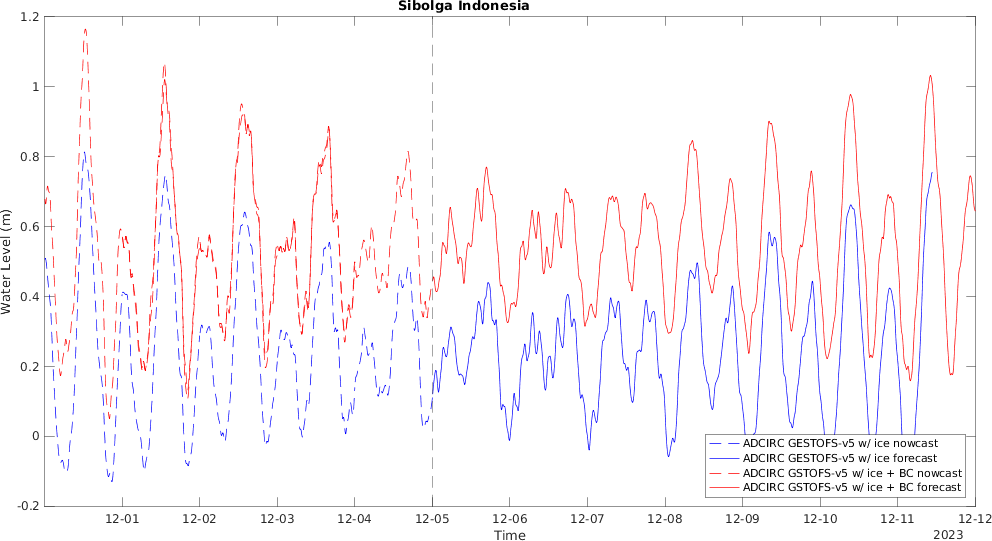 Sibolga Indonesia
Water Level (m)
1.2
1
0.8
0.6
0.4
0.2
0
-0.2
12-01 12-02 12-03 12-04 12-05 12-06 12-07 12-08 12-09 12-10 12-11 12-12
Time
2023
ADCIRC GESTOFS-v5 w/ ice nowcast
ADCIRC GESTOFS-v5 w/ ice forecast
ADCIRC GSTOFS-v5 w/ ice + BC nowcast
ADCIRC GSTOFS-v5 w/ ice + BC forecast